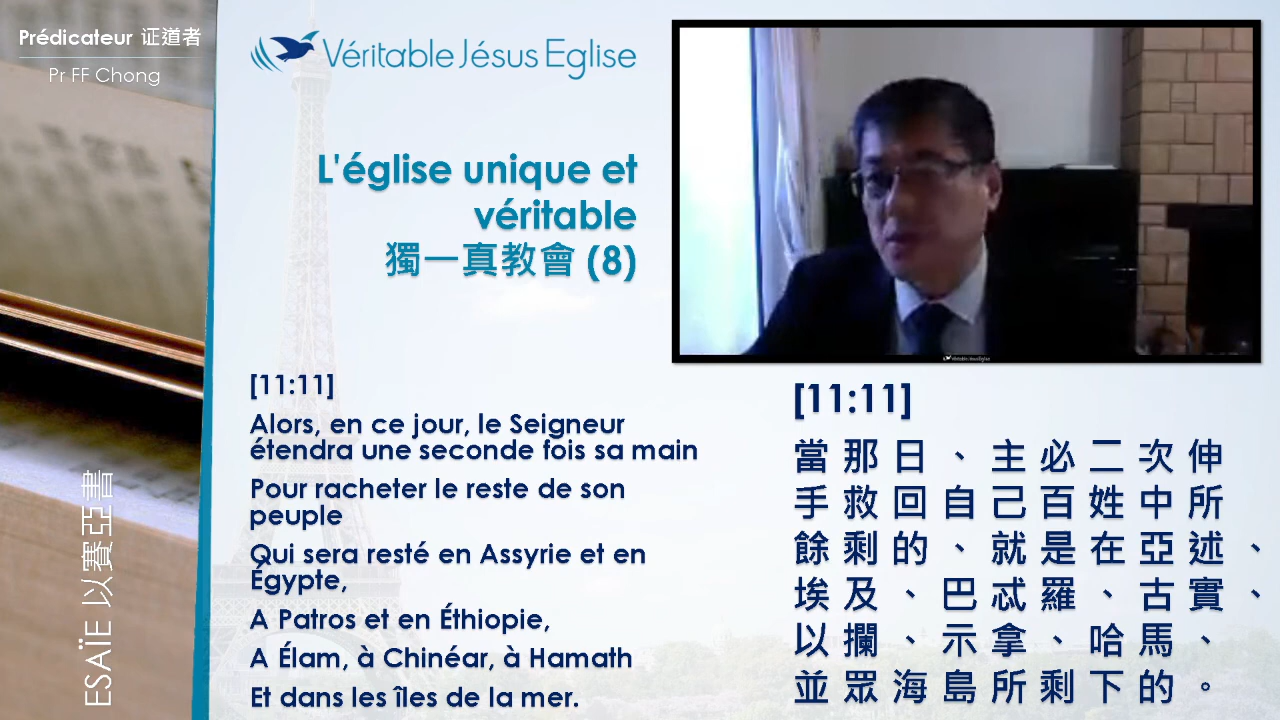 Prédicateur 证道者
Pr FF Chong
Véritable Jésus Eglise
L'église unique et
véritable
獨一真教會 (8)
[11:11]
Alors, en ce jour, le Seigneur
étendra une seconde fois sa main
Pour racheter le reste de son
peuple
Qui sera resté en Assyrie et en
Égypte,
A Patros et en Éthiopie,
A Élam, à Chinéar, à Hamath
Et dans les îles de la mer.
[11:11]
當那日、主必二次伸
手救回自己百姓中所
餘剩的、就是在亞述、
埃及、巴忒羅、古實、
以攔、示拿、哈馬、
並眾海島所剩下的。
ESAÏE 以賽亞書